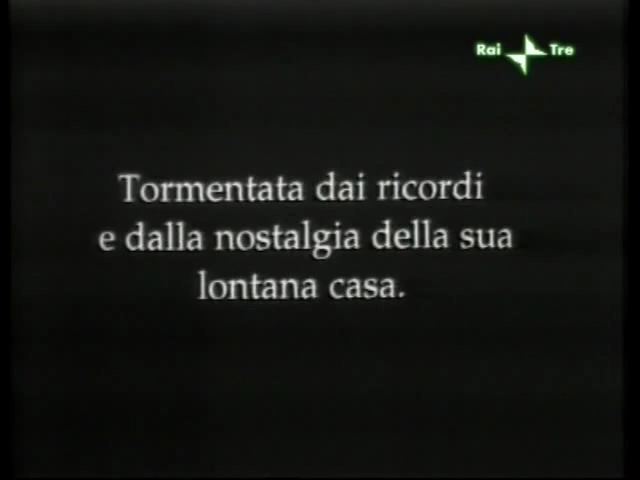 Rai Tre
Tormentata dai ricordi
e dalla nostalgia della sua
lontana casa.